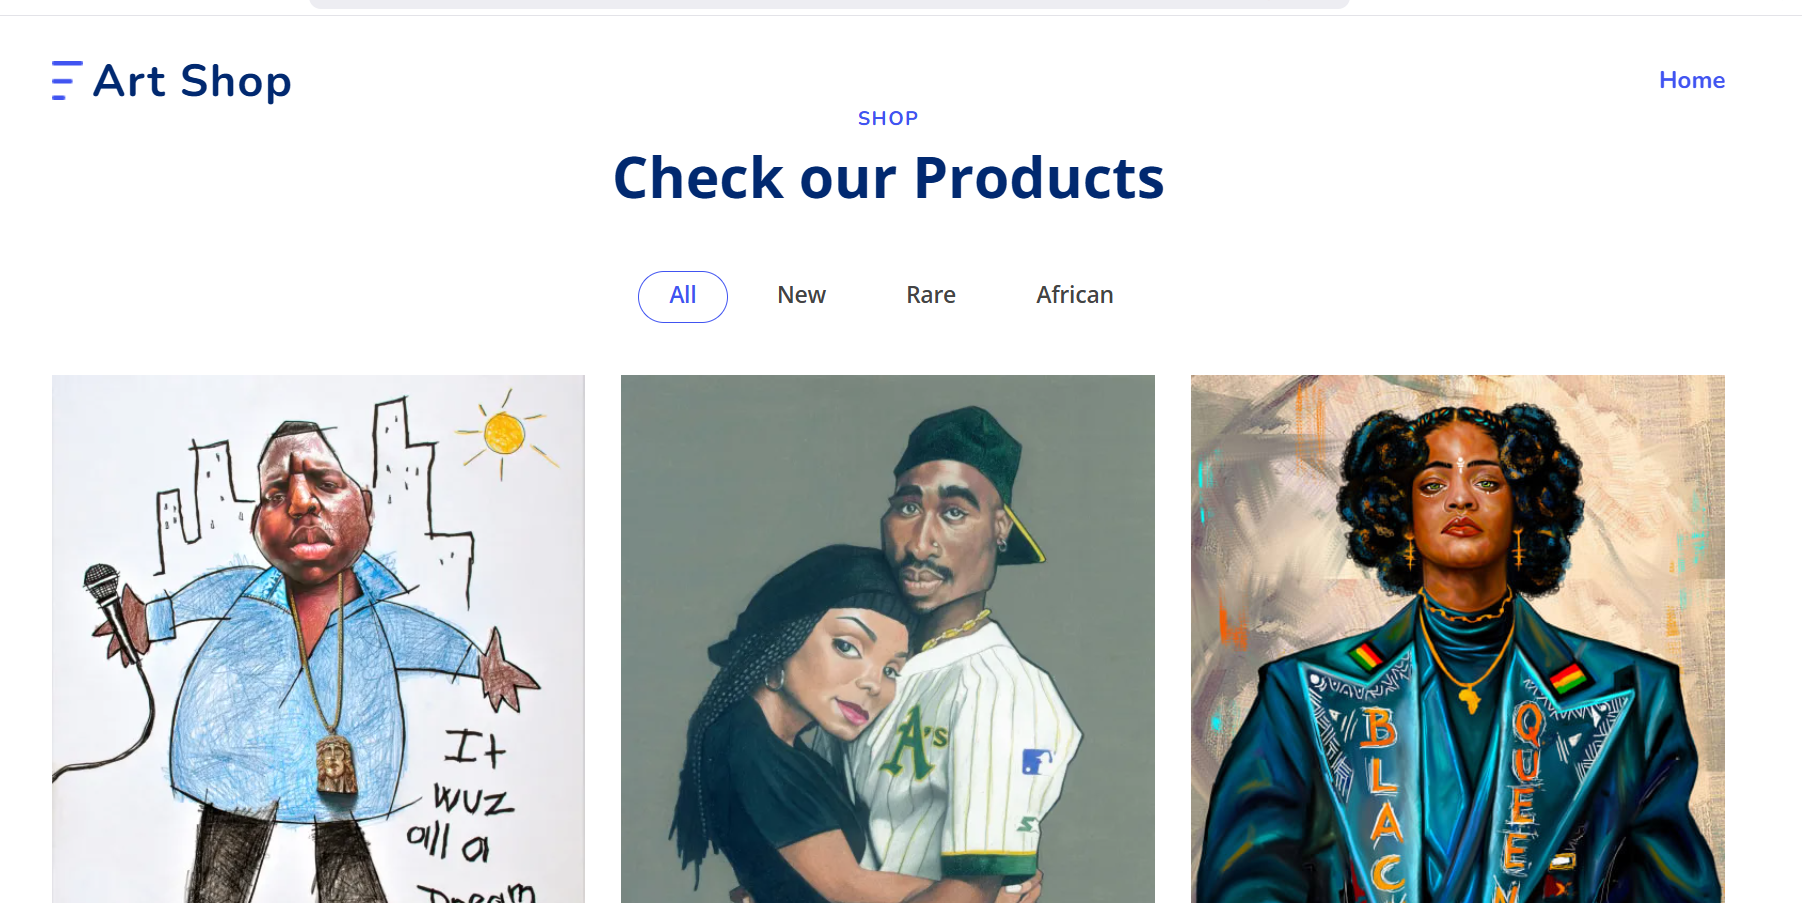 Art Shop
Home
SHOP
Check our Products
All
New
Rare
African
It
wuz
all a
Dream
A's
BLAC
QUEEN